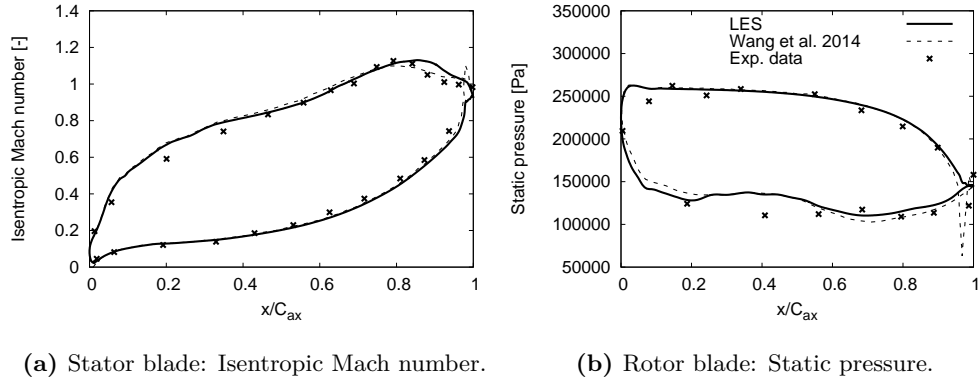 1.4
1.2
1
0.8
0.6
0.4
0.2
0
Isentropic Mach number [-]
0 0.2 0.4 0.6 0.8 1
x/Cax
(a) Stator blade: Isentropic Mach number.
350000
300000
250000
200000
150000
100000
50000
Static pressure [Pa]
LES
Wang et al. 2014
Exp. data
0 0.2 0.4 0.6 0.8 1
x/Cax
(b) Rotor blade: Static pressure.